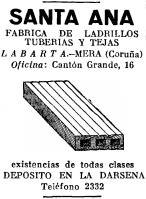 SANTA ANA
FABRICA DE LADRILLOS
TUBERIAS Y TEJAS
LABARTA.-MERA (Coruña)
Oficina: Cantón Grande, 16
existencias de todas clases
DEPOSITO EN LA DARSENA
Teléfono 2332